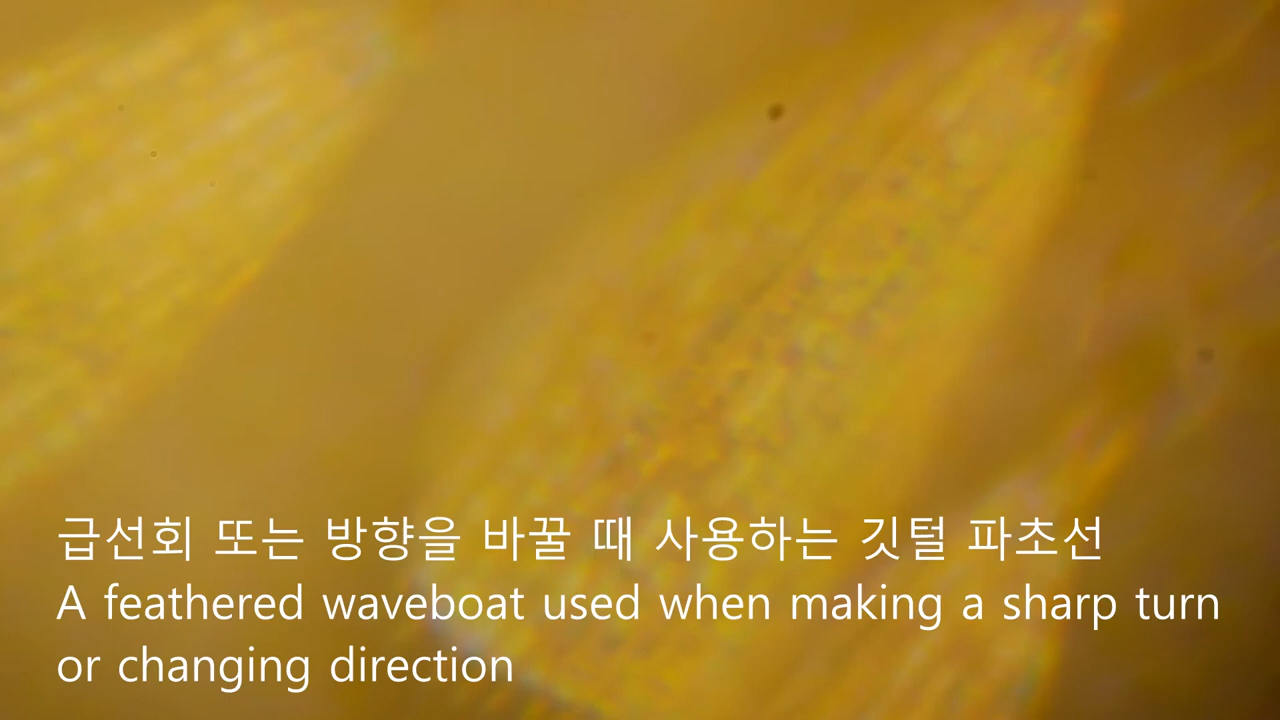 급선회 또는 방향을 바꿀 때 사용하는 깃털 파초선
A feathered waveboat used when making a sharp turn
or changing direction